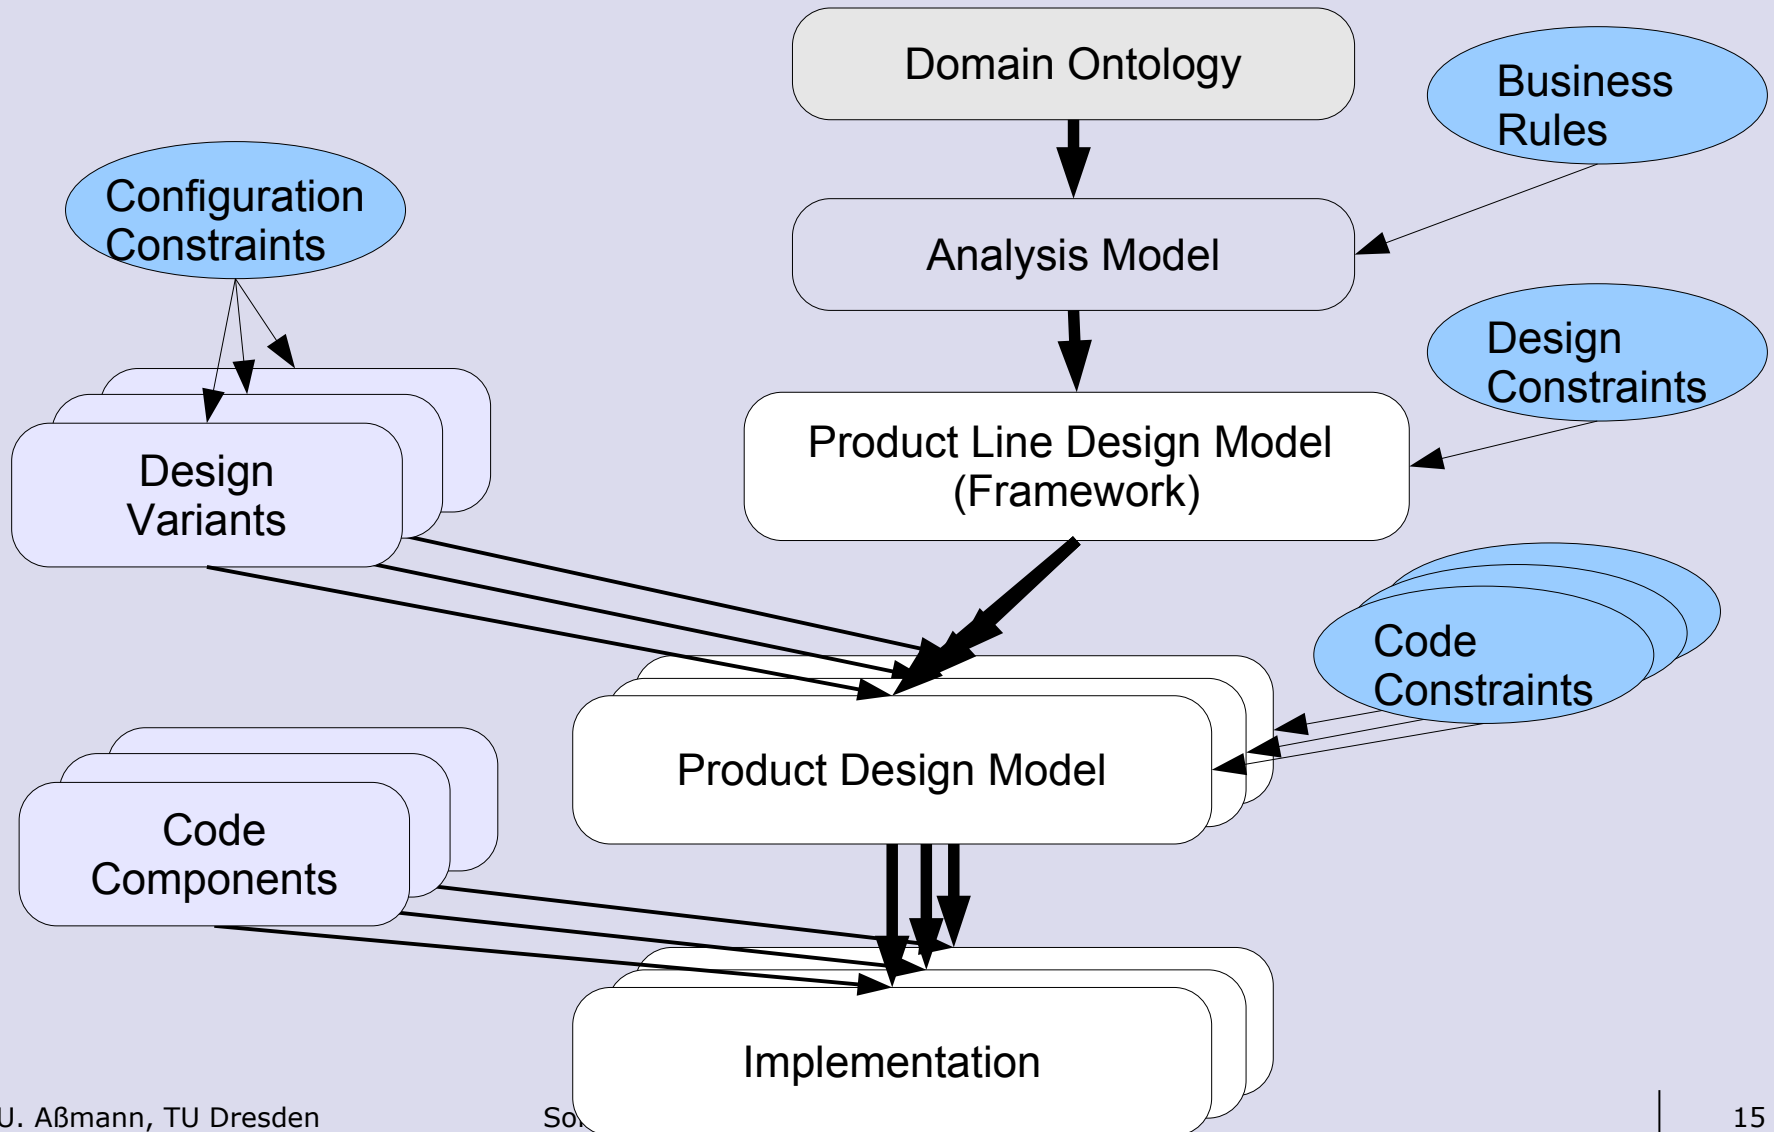 Domain Ontology
Business
Rules
Configuration
Constraints
Analysis Model
Design
Constraints
Product Line Design Model
(Framework)
Design
Variants
Code
Constraints
Product Design Model
Code
Components
Implementation
U. Aßmann, TU Dresden
15